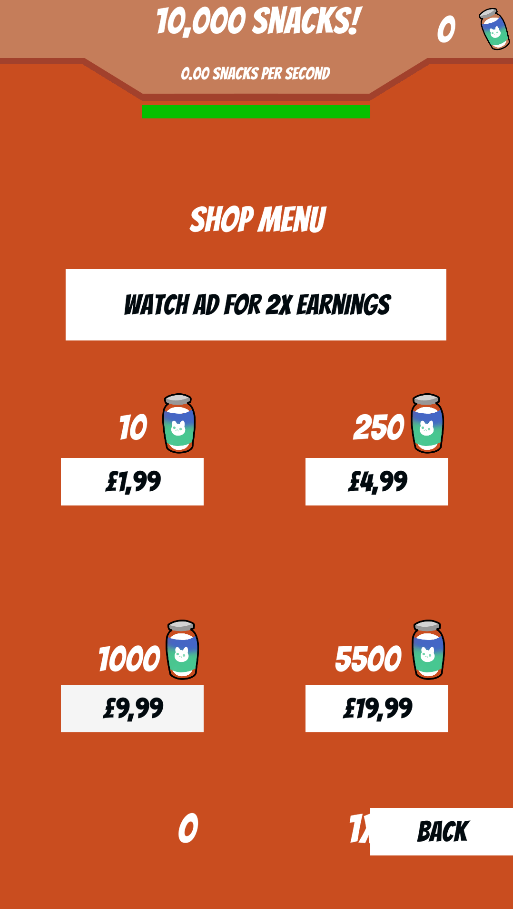 10,000 SNACKS!
0
0.00 SNACKS PER SECOND
SHOP MENU
WATCH AD FOR 2X EARNINGS
10
250
£1,99
£4,99
1000
5500
£9,99
£19,99
0
1X
BACK